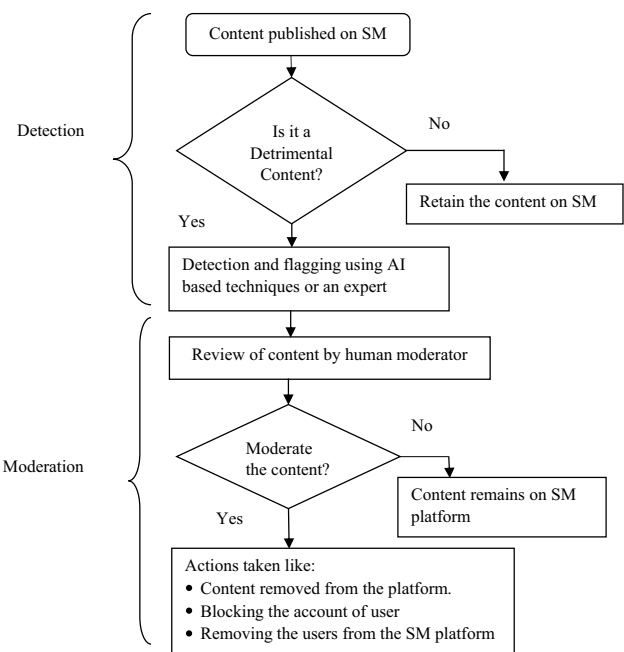 Content published on SM
Detection
Is it a
Detrimental
Content?
No
Retain the content on SM
Yes
Detection and flagging using AI
based techniques or an expert
Review of content by human moderator
Moderation
Moderate
the content?
No
Content remains on SM
platform
Yes
Actions taken like:
• Content removed from the platform.
• Blocking the account of user
• Removing the users from the SM platform